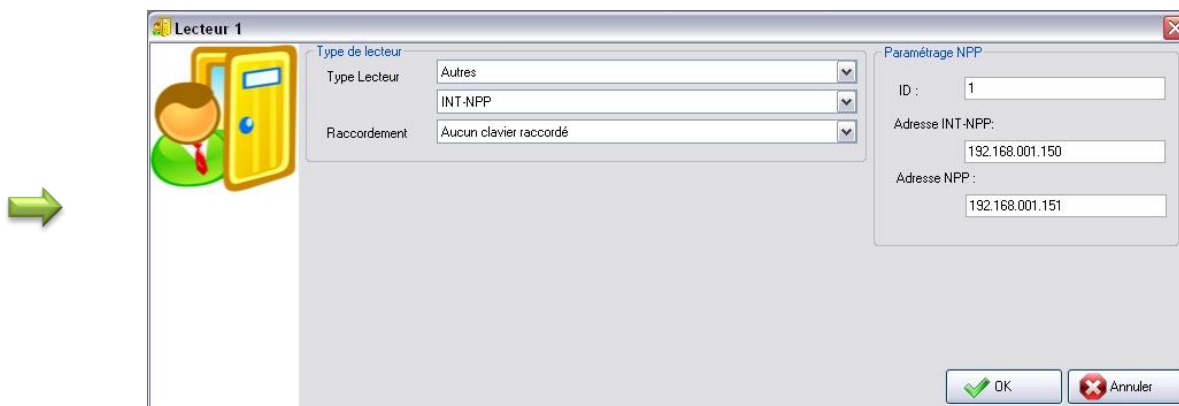 Lecteur 1
Type de lecteur
Type Lecteur Autres
INT-NPP
Raccordement Aucun clavier raccordé
Paramétrage NPP
ID : 1
Adresse INT-NPP:
192.168.001.150
Adresse NPP :
192.168.001.151
OK Annuler